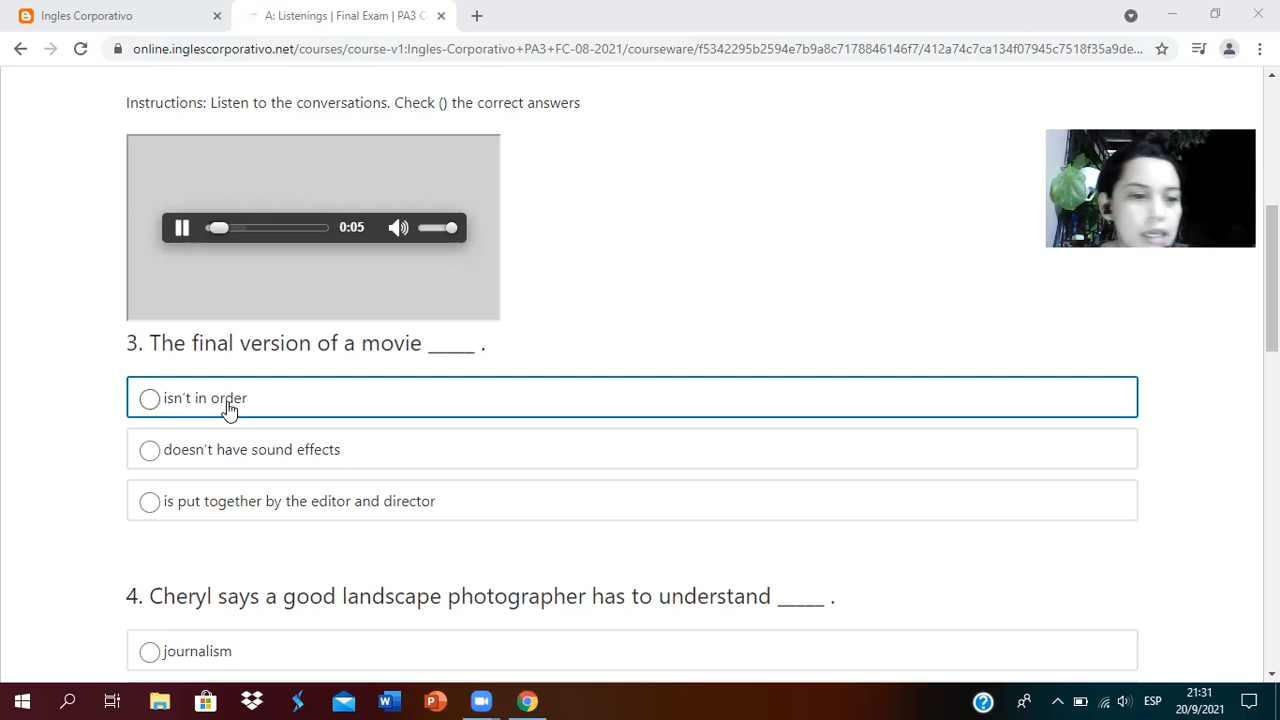 Ingles Corporativo
A: Listenings | Final Exam | PA3 C
online.inglescorporativo.net/courses/course-v1:Ingles-Corporativo+PA3+FC-08-2021/courseware/f5342295b2594e7b9a8c7178846146f7/412a74c7ca134f07945c7518f35a9de...
Instructions: Listen to the conversations. Check () the correct answers
0:05
3. The final version of a movie _____ .
isn't in order
doesn't have sound effects
is put together by the editor and director
4. Cheryl says a good landscape photographer has to understand _____ .
journalism
ESP
21:31
20/9/2021